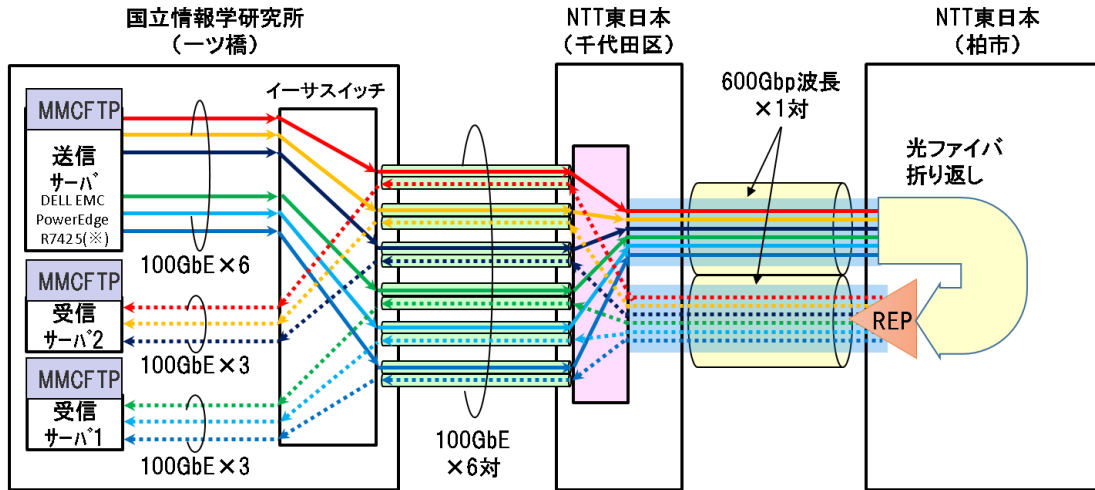 国立情報学研究所
（一ツ橋）
NTT東日本
（千代田区）
NTT東日本
（柏市）
イーサスイッチ
MMCFTP
送信
サーバ
DELL EMC
PowerEdge
R7425(※)
100GbE×6
MMCFTP
受信
サーバ2
100GbE×3
MMCFTP
受信
サーバ1
100GbE×3
100GbE
×6対
600Gbp波長
×1対
光ファイバ
折り返し
REP